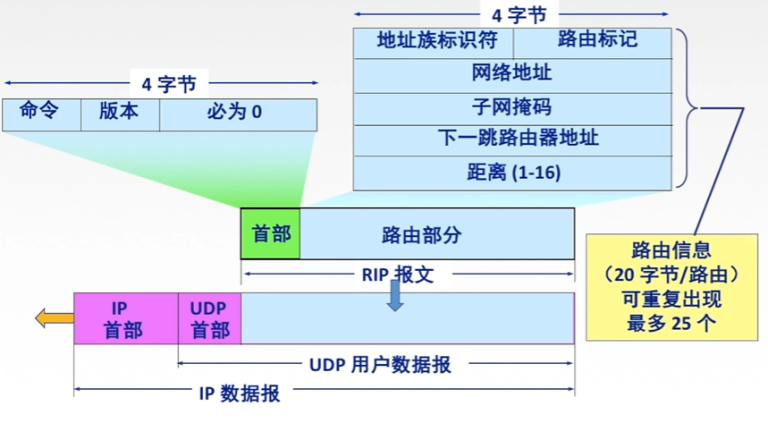 4 字节
地址族标识符
路由标记
网络地址
子网掩码
下一跳路由器地址
距离 (1-16)
4 字节
命令
版本
必为 0
首部
路由部分
RIP 报文
路由信息
（20 字节/路由）
可重复出现
最多 25 个
IP
首部
UDP
首部
UDP 用户数据报
IP 数据报